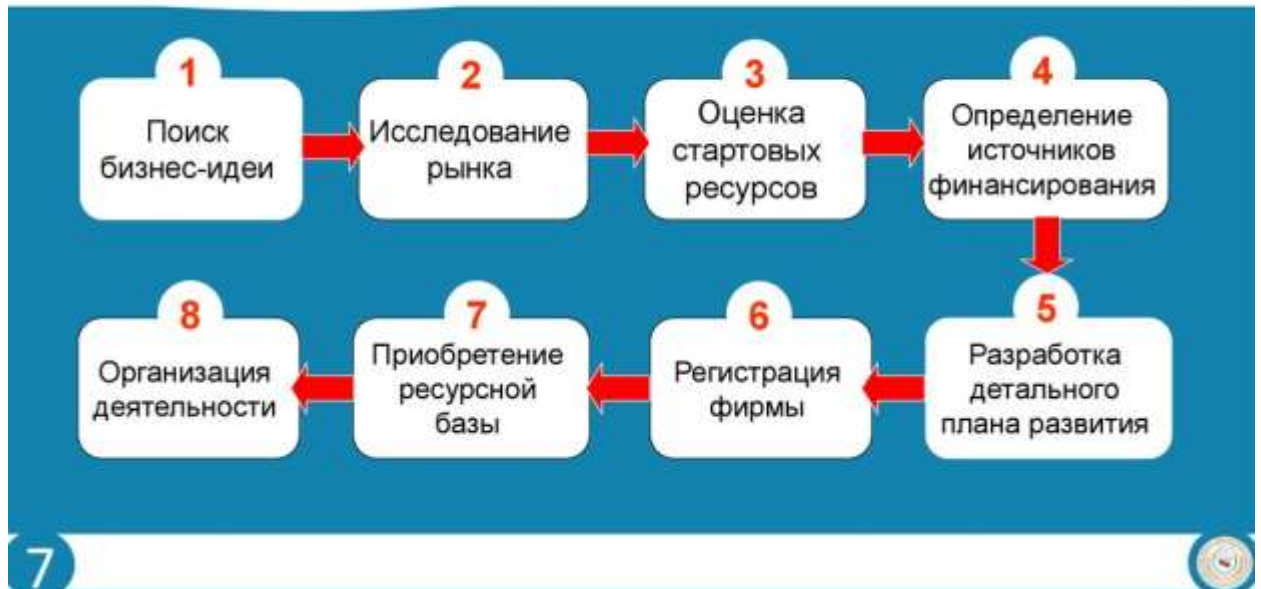 1
Поиск
бизнес-идеи
2
Исследование
рынка
3
Оценка
стартовых
ресурсов
4
Определение
источников
финансирования
5
Разработка
детального
плана развития
6
Регистрация
фирмы
7
Приобретение
ресурсной
базы
8
Организация
деятельности
7